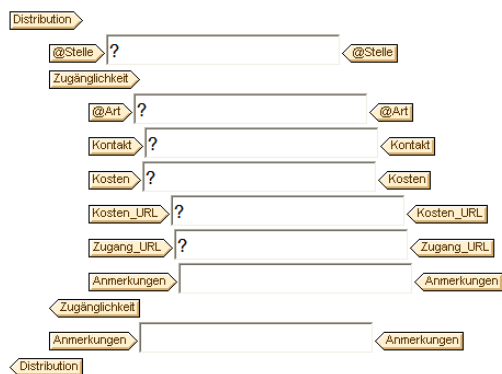 Distribution
@Stelle ? @Stelle
Zugänglichkeit
@Art ? @Art
Kontakt ? Kontakt
Kosten ? Kosten
Kosten_URL ? Kosten_URL
Zugang_URL ? Zugang_URL
Anmerkungen Anmerkungen
Zugänglichkeit
Anmerkungen Anmerkungen
Distribution